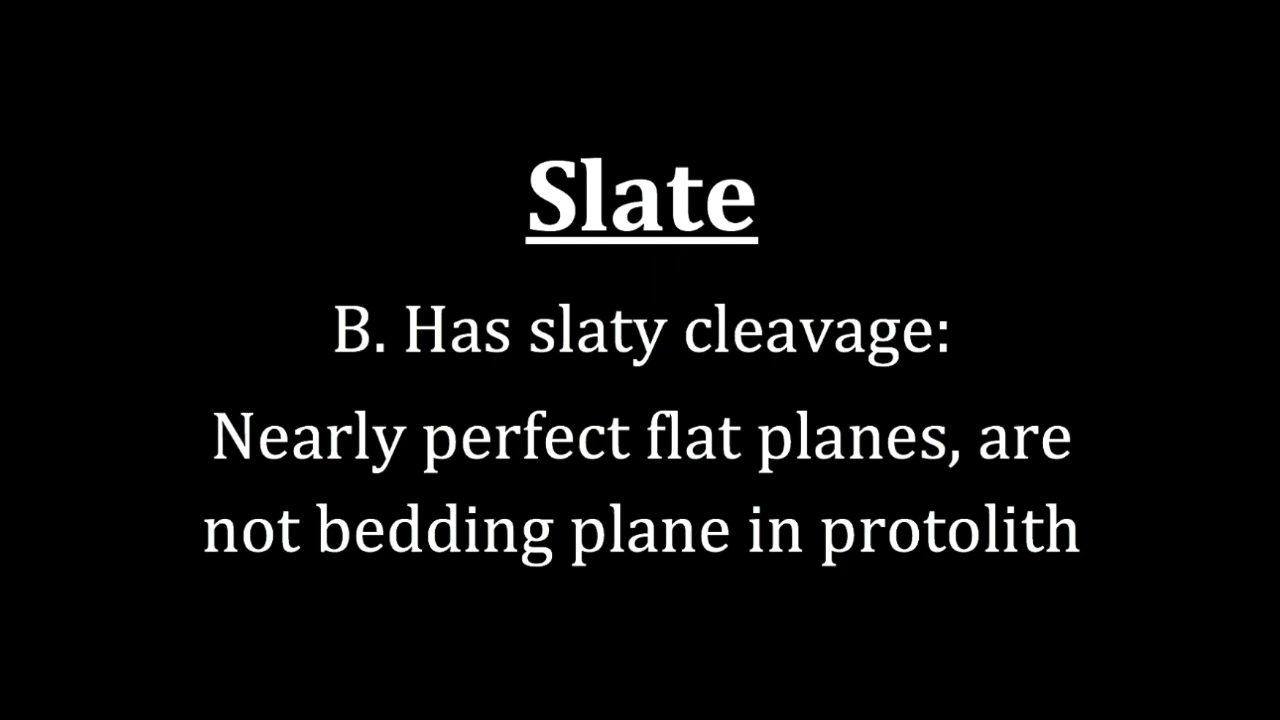 Slate
B. Has slaty cleavage:
Nearly perfect flat planes, are
not bedding plane in protolith